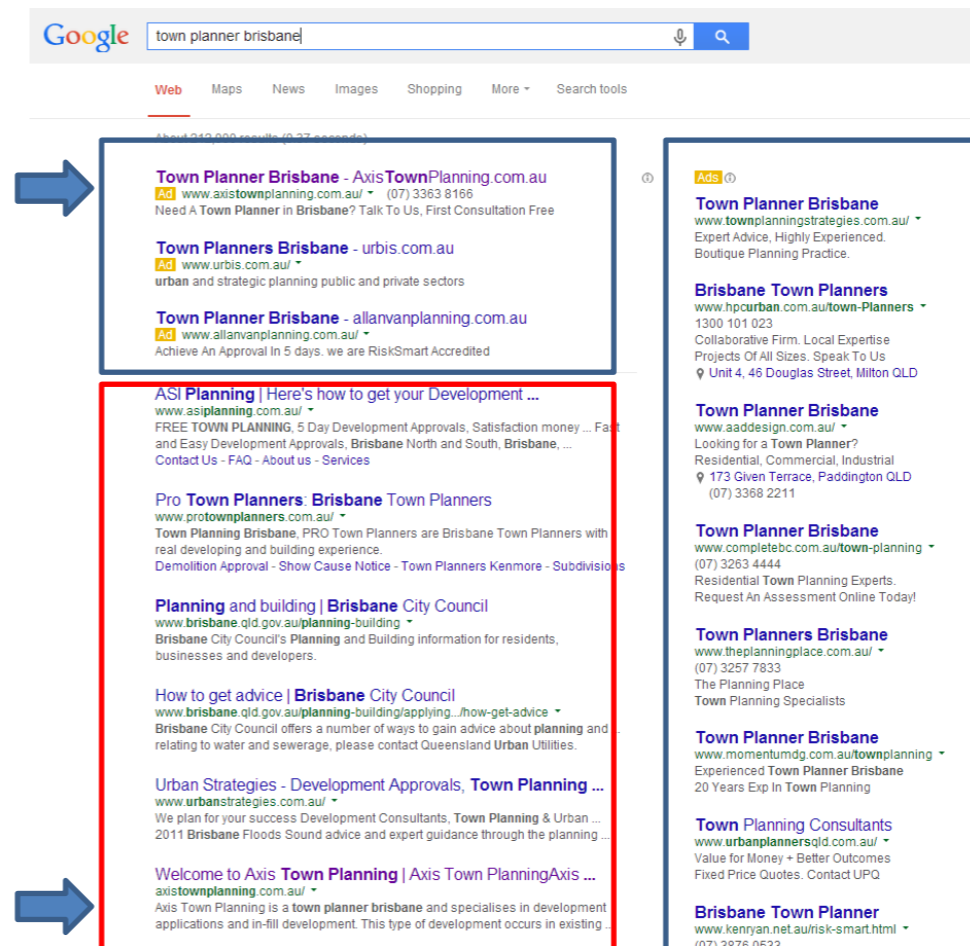 Google
town planner brisbane
Web Maps News Images Shopping More Search tools
About 212,000 results (0.37 seconds)
Town Planner Brisbane - AxisTownPlanning.com.au
Ad www.axistownplanning.com.au/ (07) 3363 8166
Need A Town Planner in Brisbane? Talk To Us, First Consultation Free
Town Planners Brisbane - urbis.com.au
Ad www.urbis.com.au/
urban and strategic planning public and private sectors
Town Planner Brisbane - allanvanplanning.com.au
Ad www.allanvanplanning.com.au/
Achieve An Approval In 5 days. we are RiskSmart Accredited
ASI Planning | Here's how to get your Development ...
www.asiplanning.com.au/
FREE TOWN PLANNING, 5 Day Development Approvals, Satisfaction money ... Fast
and Easy Development Approvals, Brisbane North and South, Brisbane, ...
Contact Us - FAQ - About us - Services
Pro Town Planners: Brisbane Town Planners
www.protownplanners.com.au/
Town Planning Brisbane, PRO Town Planners are Brisbane Town Planners with
real developing and building experience.
Demolition Approval - Show Cause Notice - Town Planners Kenmore - Subdivisions
Planning and building | Brisbane City Council
www.brisbane.qld.gov.au/planning-building
Brisbane City Council's Planning and Building information for residents,
businesses and developers.
How to get advice | Brisbane City Council
www.brisbane.qld.gov.au/planning-building/applying.../how-get-advice
Brisbane City Council offers a number of ways to gain advice about planning and ...
relating to water and sewerage, please contact Queensland Urban Utilities.
Urban Strategies - Development Approvals, Town Planning ...
www.urbanstrategies.com.au/
We plan for your success Development Consultants, Town Planning & Urban ...
2011 Brisbane Floods Sound advice and expert guidance through the planning ...
Welcome to Axis Town Planning | Axis Town PlanningAxis ...
axistownplanning.com.au/
Axis Town Planning is a town planner brisbane and specialises in development
applications and in-fill development. This type of development occurs in existing ...
Ads
Town Planner Brisbane
www.townplanningstrategies.com.au/
Expert Advice, Highly Experienced.
Boutique Planning Practice.
Brisbane Town Planners
www.hpcurban.com.au/town-Planners
1300 101 023
Collaborative Firm. Local Expertise
Projects Of All Sizes. Speak To Us
Unit 4, 46 Douglas Street, Milton QLD
Town Planner Brisbane
www.aaddesign.com.au/
Looking for a Town Planner?
Residential, Commercial, Industrial
173 Given Terrace, Paddington QLD
(07) 3368 2211
Town Planner Brisbane
www.completebc.com.au/town-planning
(07) 3263 4444
Residential Town Planning Experts.
Request An Assessment Online Today!
Town Planners Brisbane
www.theplanningplace.com.au/
(07) 3257 7833
The Planning Place
Town Planning Specialists
Town Planner Brisbane
www.momentumdg.com.au/townplanning
Experienced Town Planner Brisbane
20 Years Exp In Town Planning
Town Planning Consultants
www.urbanplannersqld.com.au/
Value for Money + Better Outcomes
Fixed Price Quotes. Contact UPQ
Brisbane Town Planner
www.kenryan.net.au/risk-smart.html
(07) 3876 0533